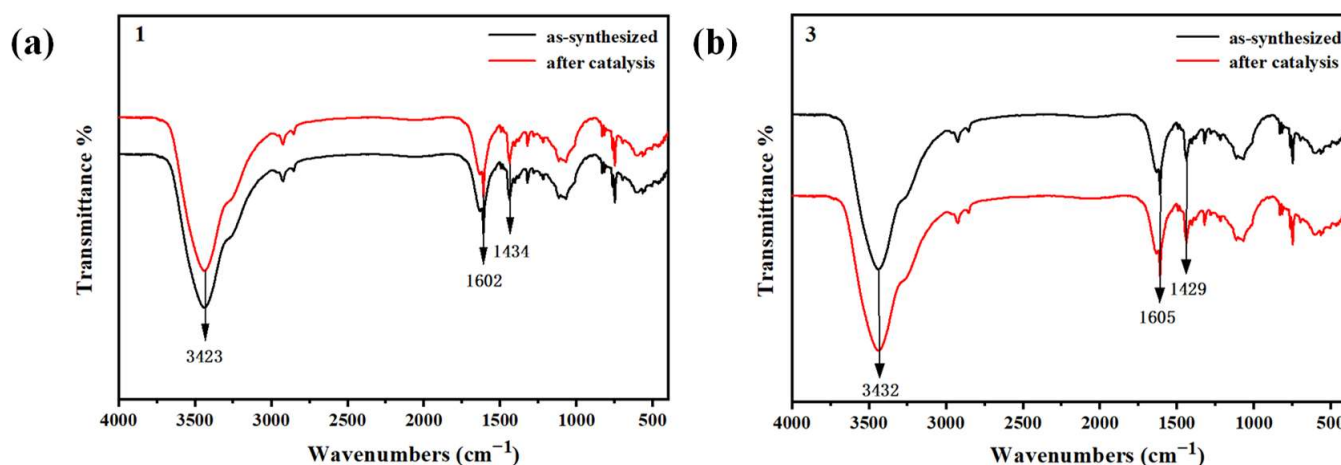 (a)
1
as-synthesized
after catalysis
Transmittance %
3423
1602
1434
4000 3500 3000 2500 2000 1500 1000 500
Wavenumbers (cm⁻¹)
(b)
3
as-synthesized
after catalysis
Transmittance %
3432
1605
1429
4000 3500 3000 2500 2000 1500 1000 500
Wavenumbers (cm⁻¹)